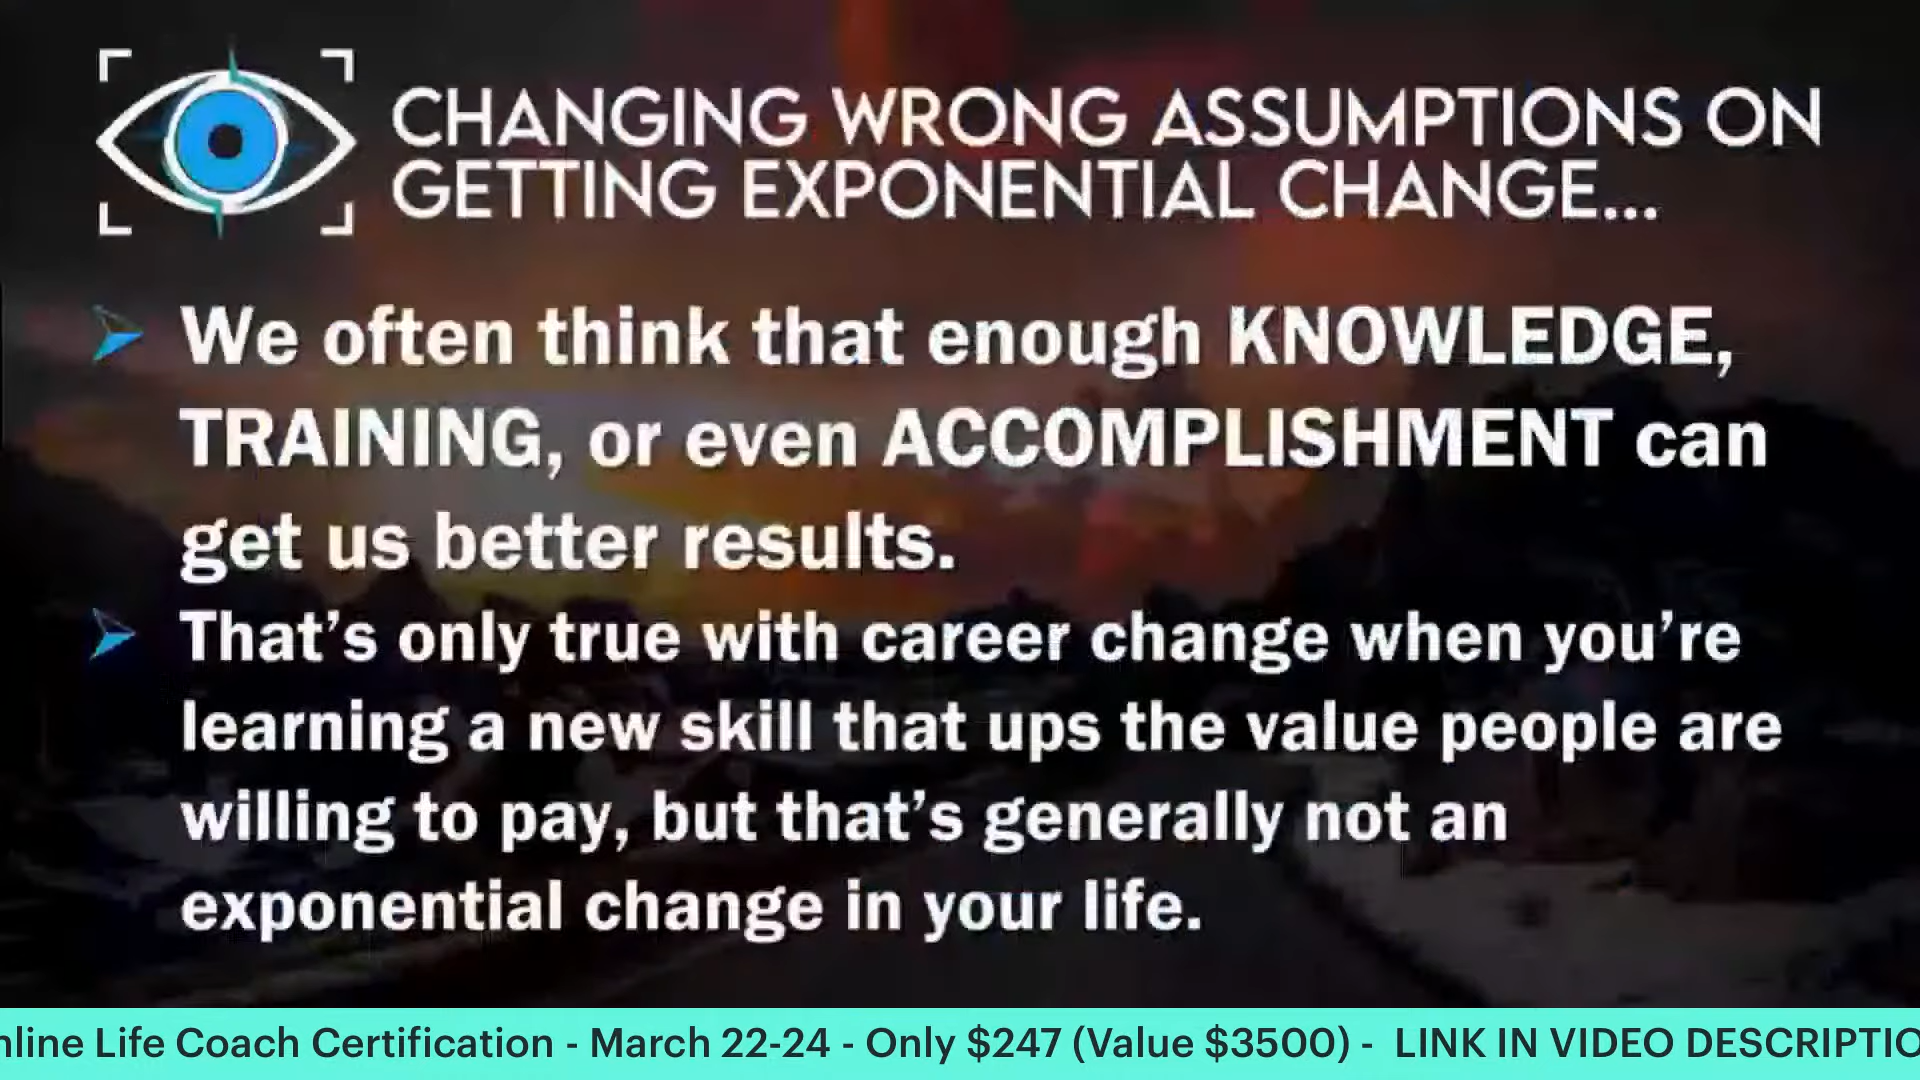 CHANGING WRONG ASSUMPTIONS ON
GETTING EXPONENTIAL CHANGE...
We often think that enough KNOWLEDGE,
TRAINING, or even ACCOMPLISHMENT can
get us better results.
That’s only true with career change when you’re
learning a new skill that ups the value people are
willing to pay, but that’s generally not an
exponential change in your life.
nline Life Coach Certification - March 22-24 - Only $247 (Value $3500) - LINK IN VIDEO DESCRIPTIO